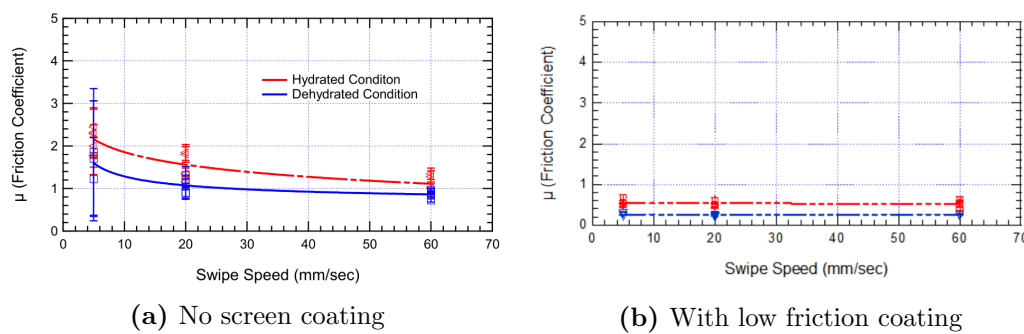 5
4
3
2
1
0
μ (Friction Coefficient)
Hydrated Conditon
Dehydrated Condition
0 10 20 30 40 50 60 70
Swipe Speed (mm/sec)
(a) No screen coating
5
4
3
2
1
0
μ (Friction Coefficient)
0 10 20 30 40 50 60 70
Swipe Speed (mm/sec)
(b) With low friction coating